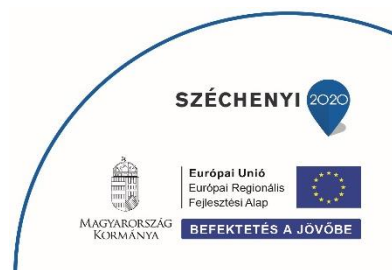 SZÉCHENYI 2020
MAGYARORSZÁG
KORMÁNYA
Európai Unió
Európai Regionális
Fejlesztési Alap
BEFEKTETÉS A JÖVŐBE